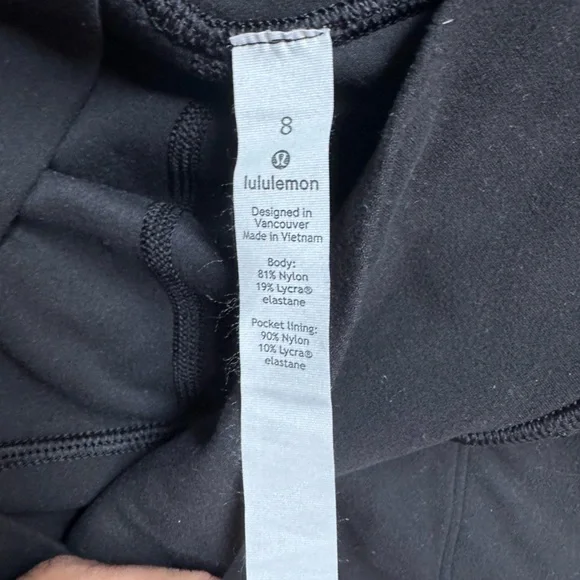 8
lululemon
Designed in
Vancouver
Made in Vietnam
Body:
81% Nylon
19% Lycra®
elastane
Pocket lining:
90% Nylon
10% Lycra®
elastane